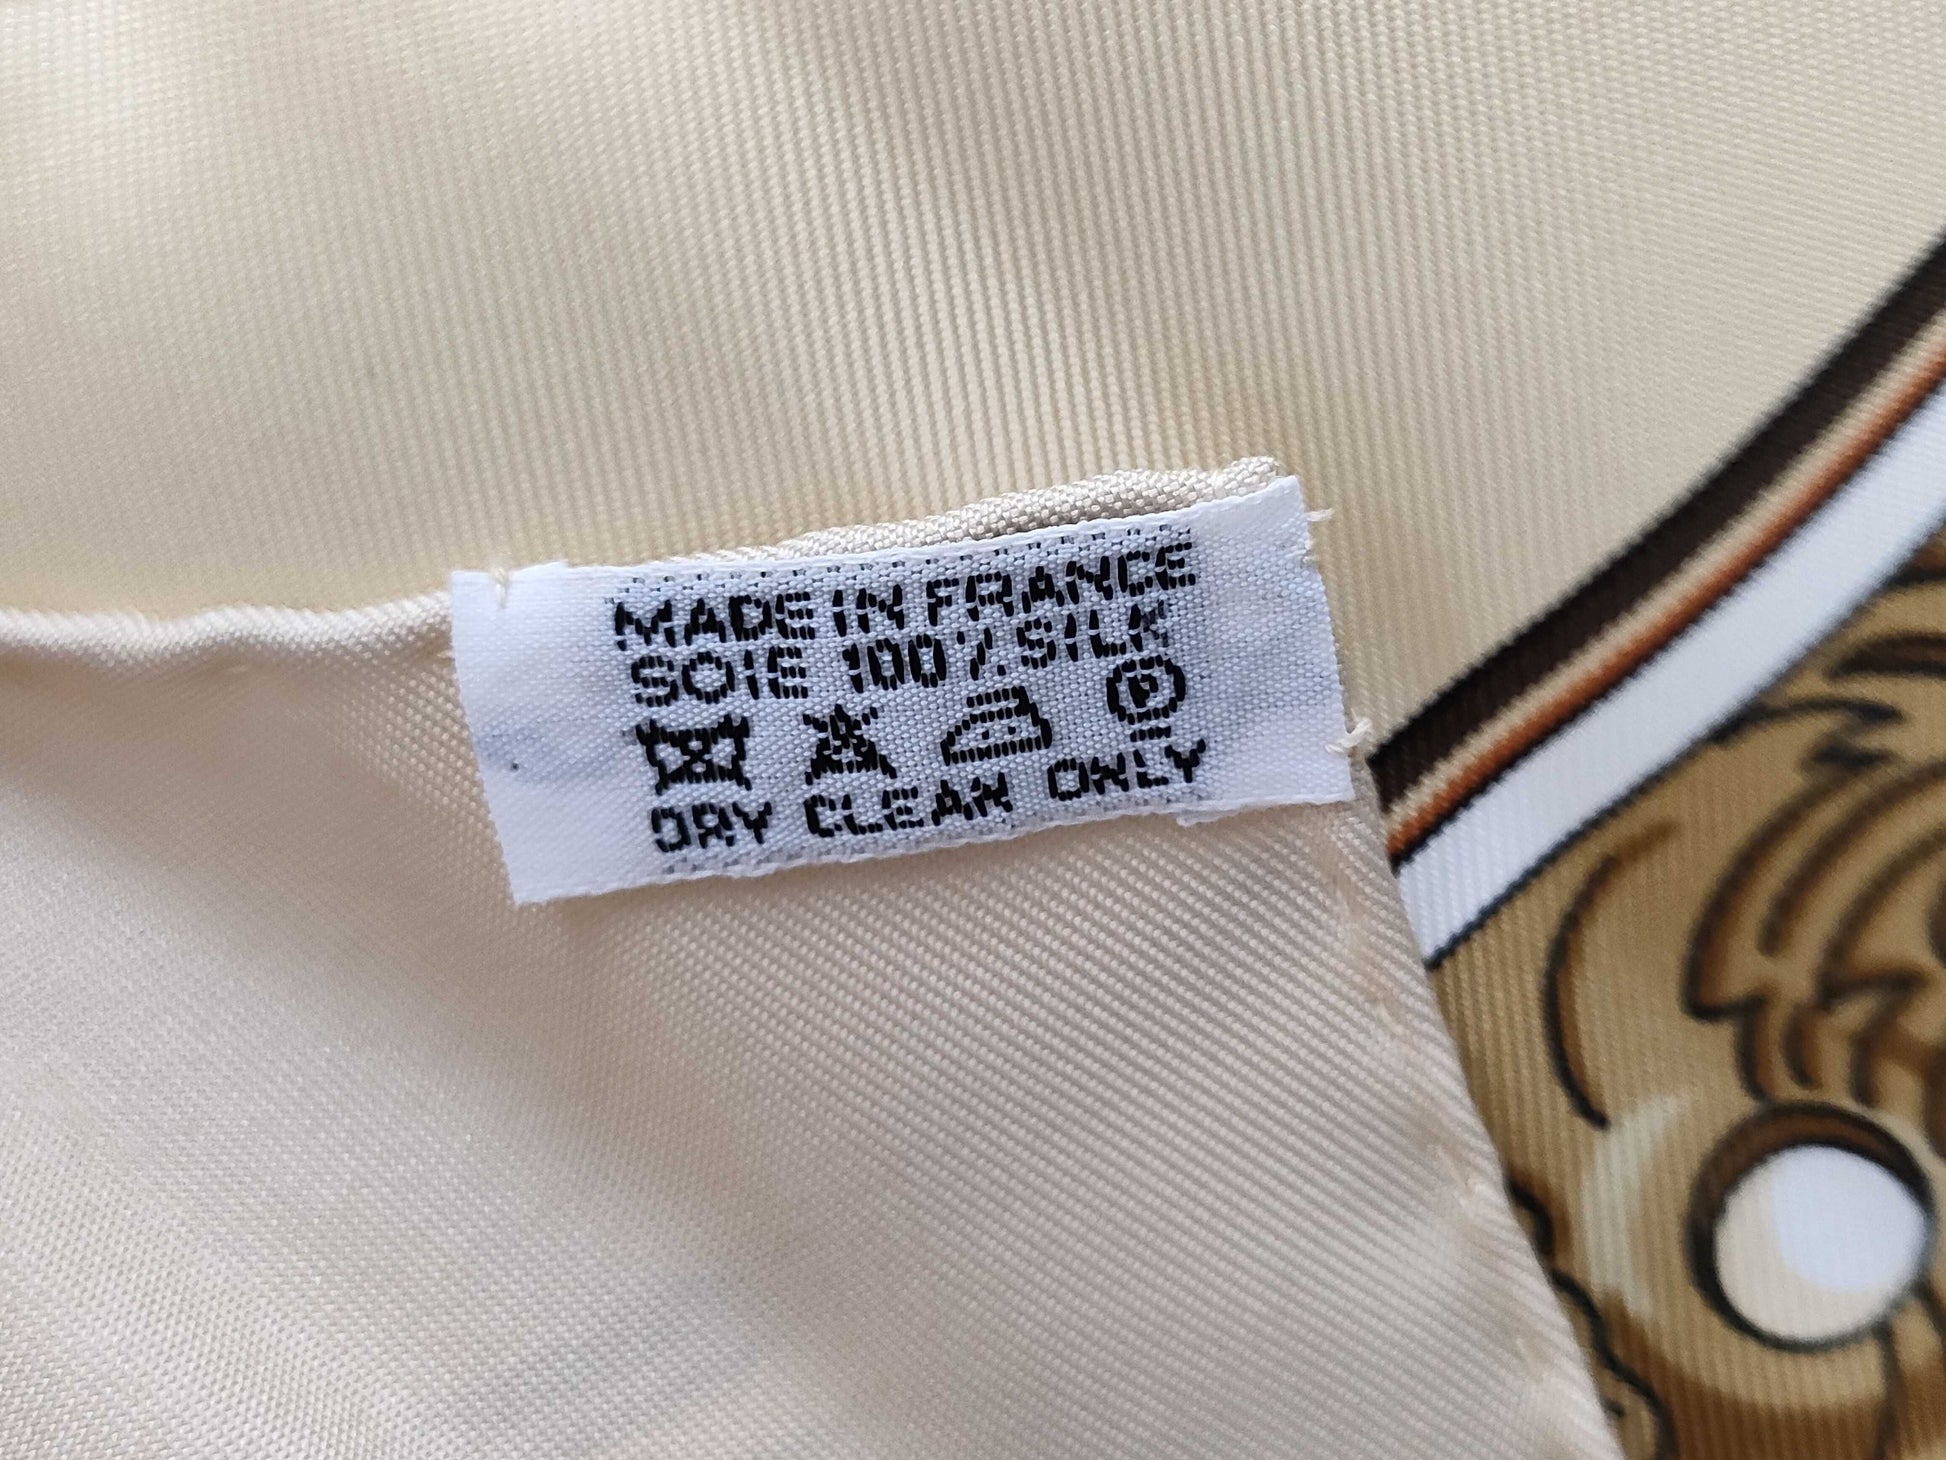 MADE IN FRANCE
SOIE 100% SILK
P
DRY CLEAN ONLY